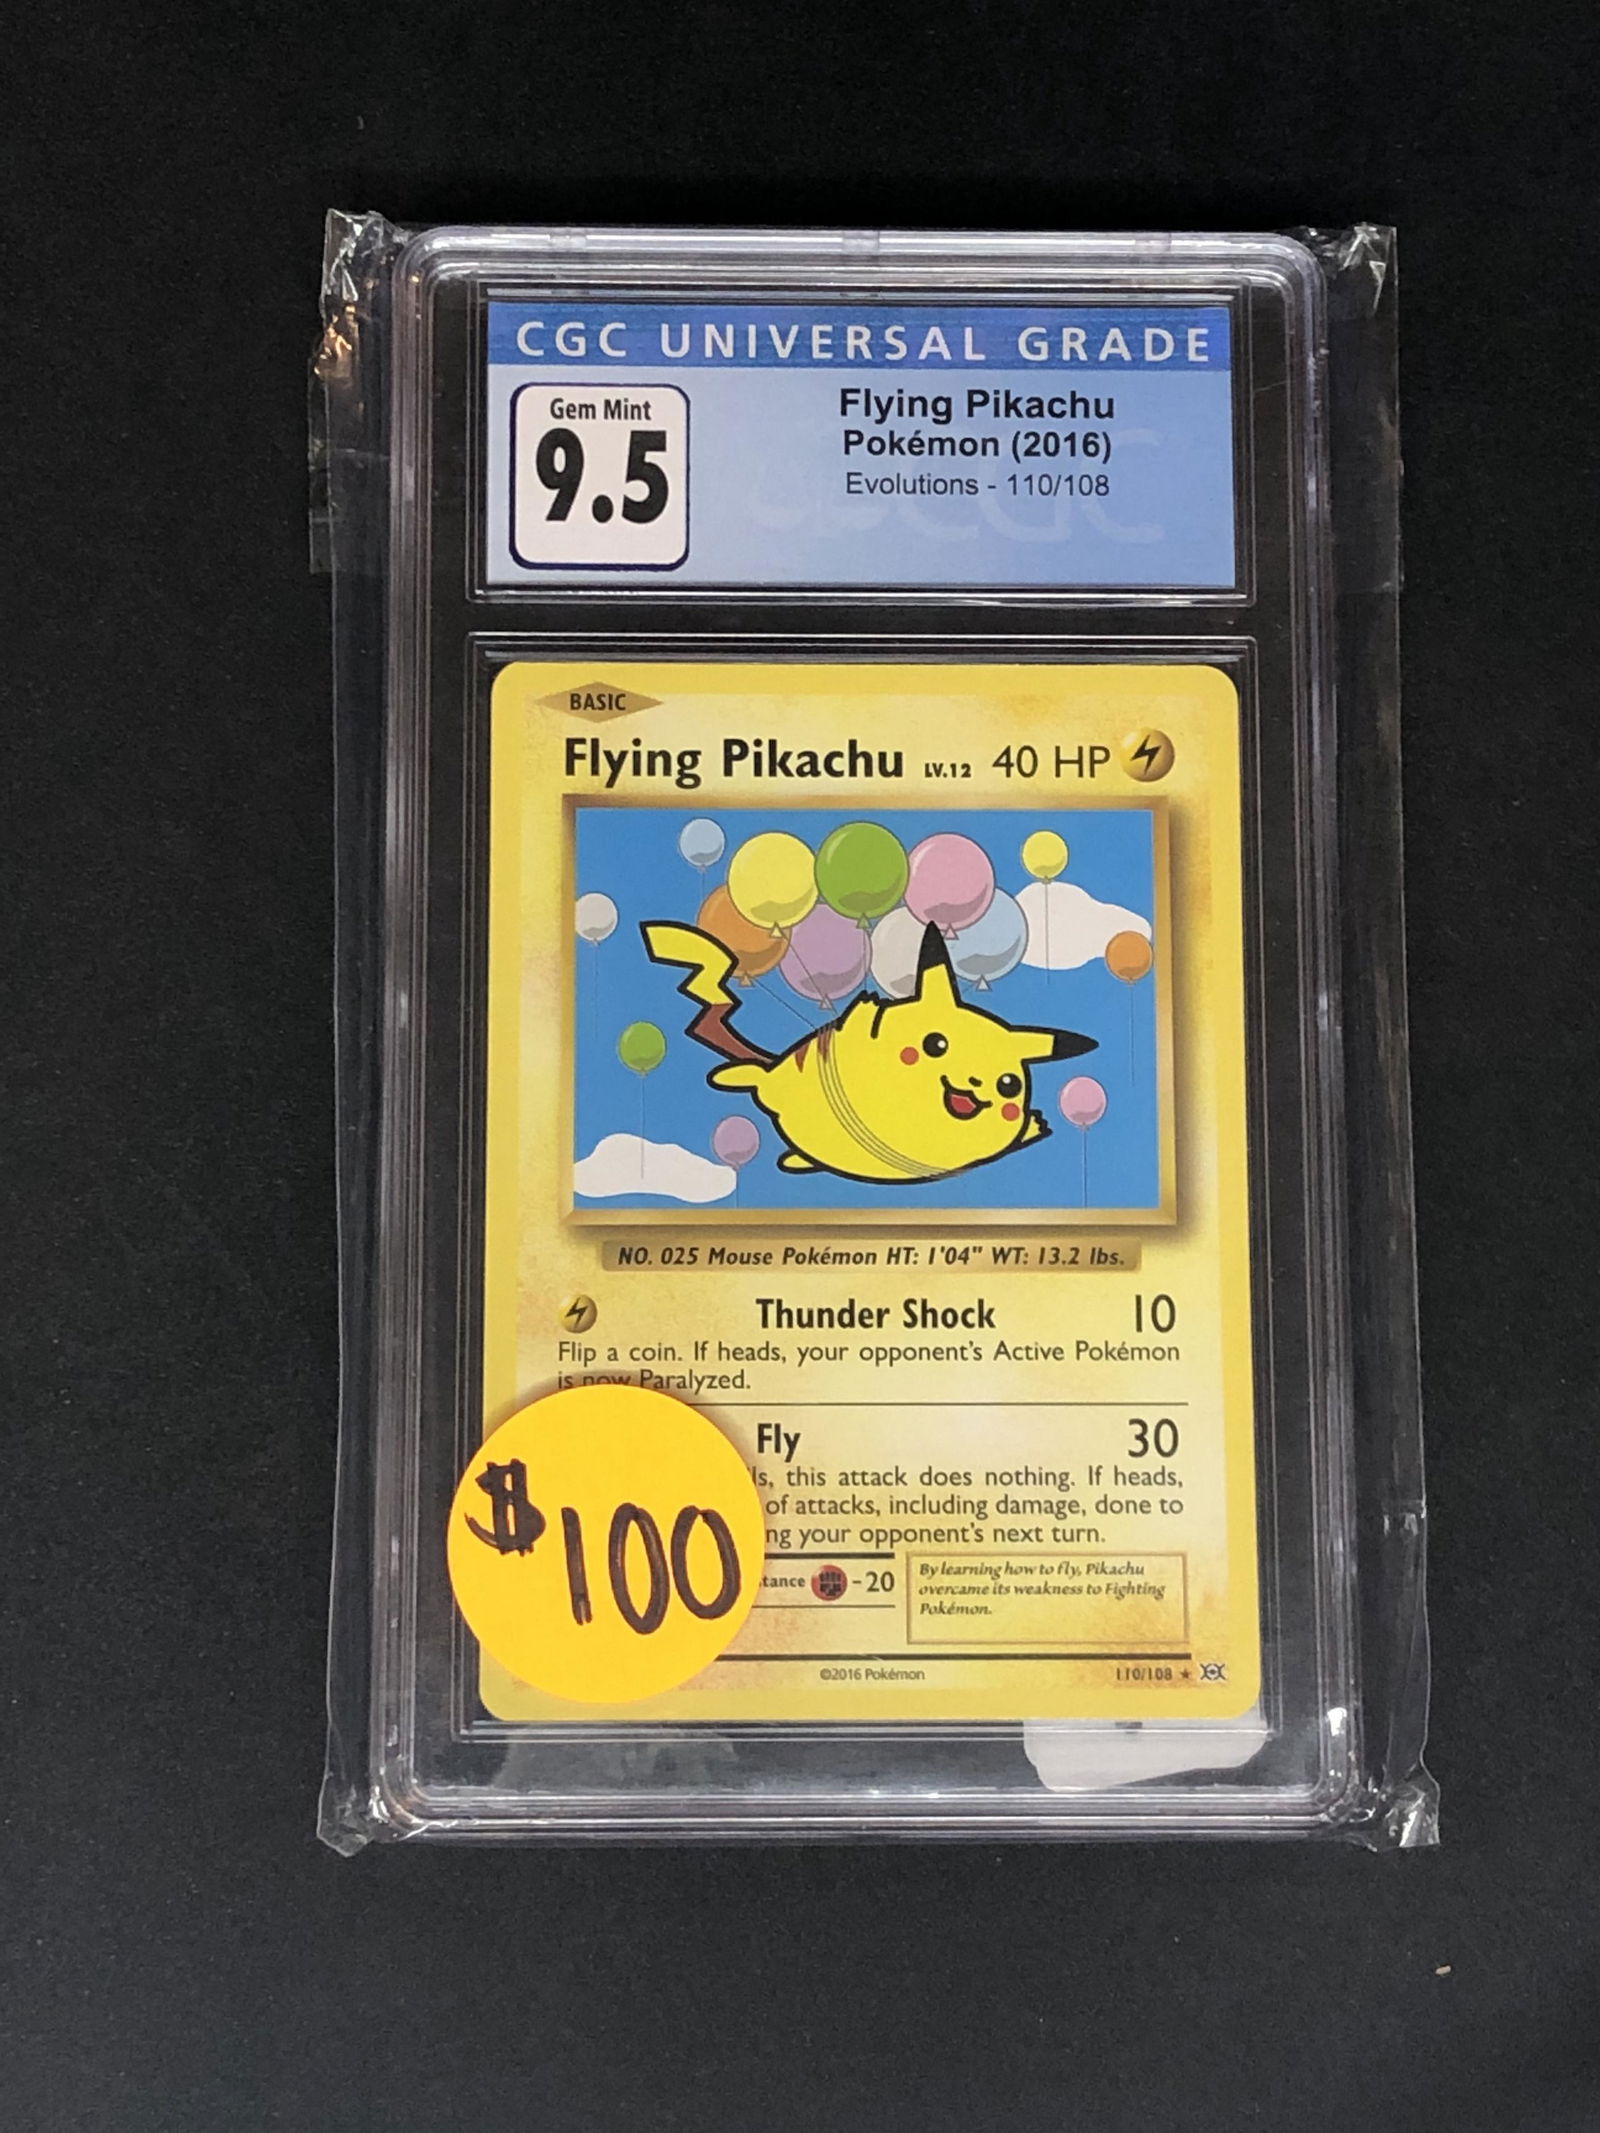 CGC UNIVERSAL GRADE
Gem Mint
9.5
Flying Pikachu
Pokémon (2016)
Evolutions - 110/108
BASIC
Flying Pikachu LV.12 40 HP
NO. 025 Mouse Pokémon HT: 1'04" WT: 13.2 lbs.
Thunder Shock 10
Flip a coin. If heads, your opponent's Active Pokémon
is now Paralyzed.
Fly 30
this attack does nothing. If heads,
of attacks, including damage, done to
your opponent's next turn.
-20
By learning how to fly, Pikachu
overcame its weakness to Fighting
Pokémon.
$100
©2016 Pokémon
110/108